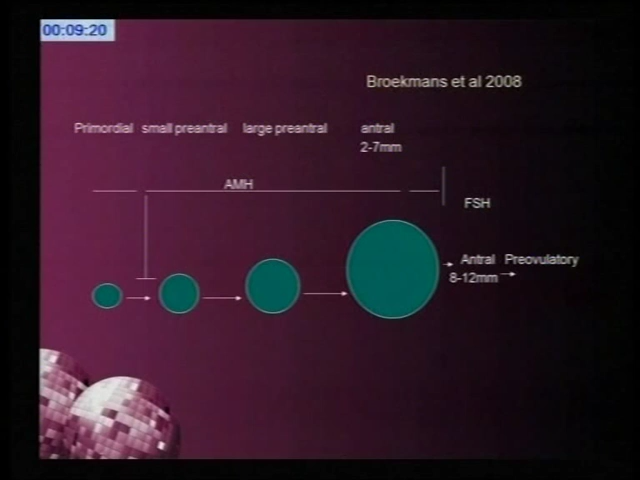 00:09:20
Broekmans et al 2008
Primordial small preantral large preantral antral
2-7mm
AMH
FSH
Antral Preovulatory
8-12mm